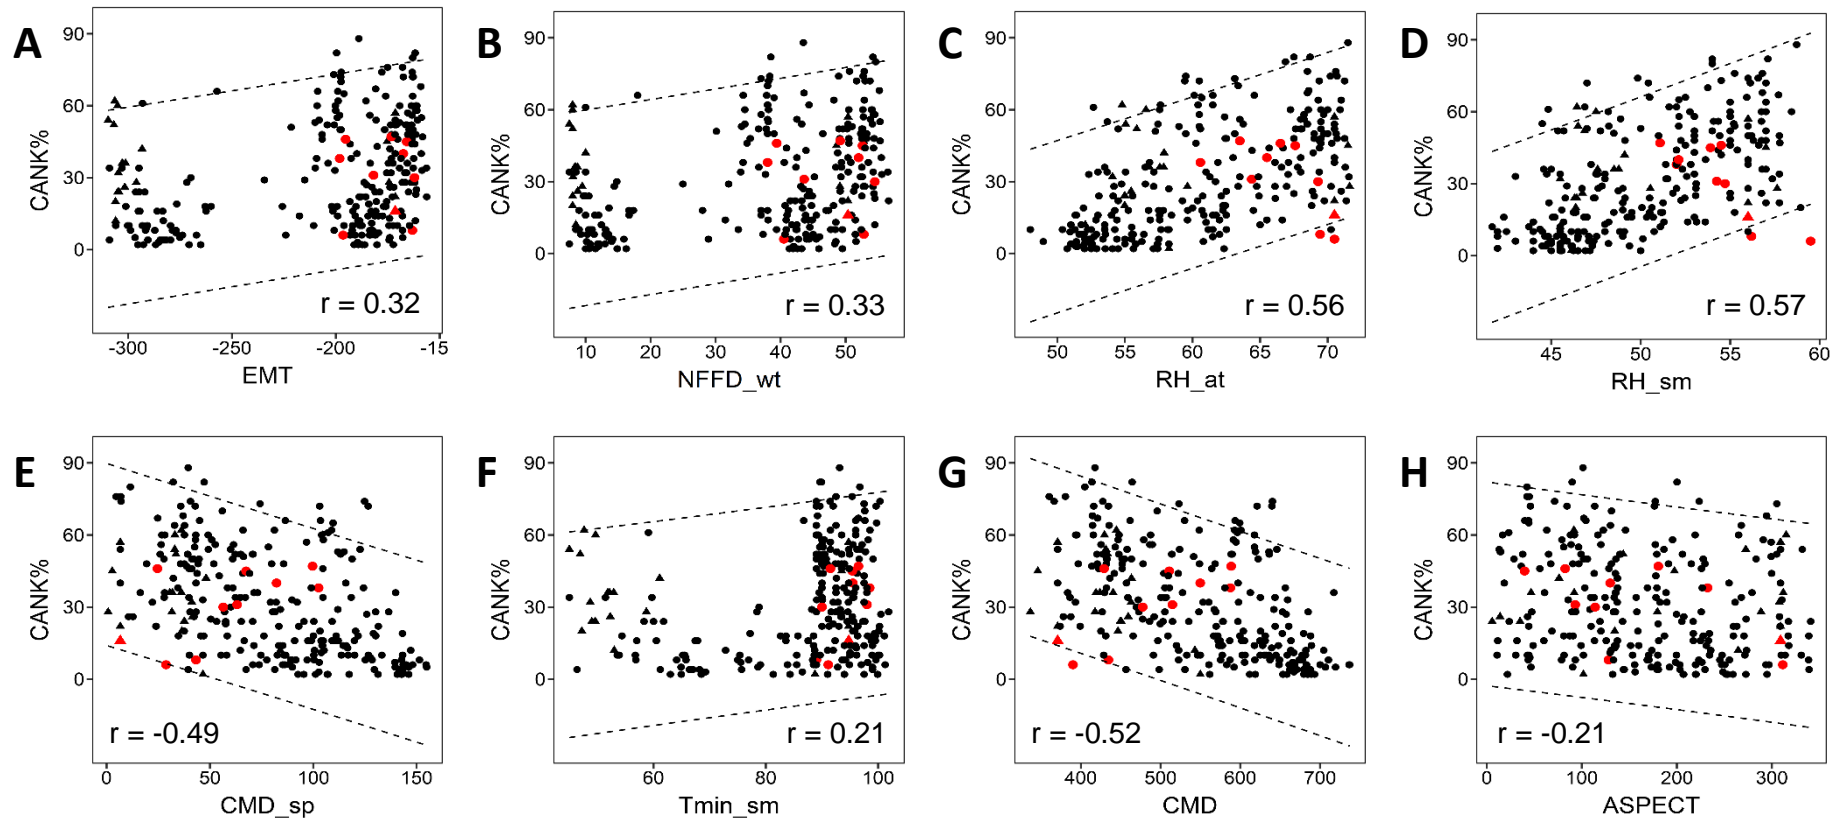 A
CANK%
90
60
30
0
r = 0.32
-300 -250 -200 -15
EMT
B
CANK%
90
60
30
0
r = 0.33
10 20 30 40 50
NFFD_wt
C
CANK%
90
60
30
0
r = 0.56
50 55 60 65 70
RH_at
D
CANK%
90
60
30
0
r = 0.57
45 50 55 60
RH_sm
E
CANK%
90
60
30
0
r = -0.49
0 50 100 150
CMD_sp
F
CANK%
90
60
30
0
r = 0.21
60 80 100
Tmin_sm
G
CANK%
90
60
30
0
r = -0.52
400 500 600 700
CMD
H
CANK%
90
60
30
0
r = -0.21
0 100 200 300
ASPECT